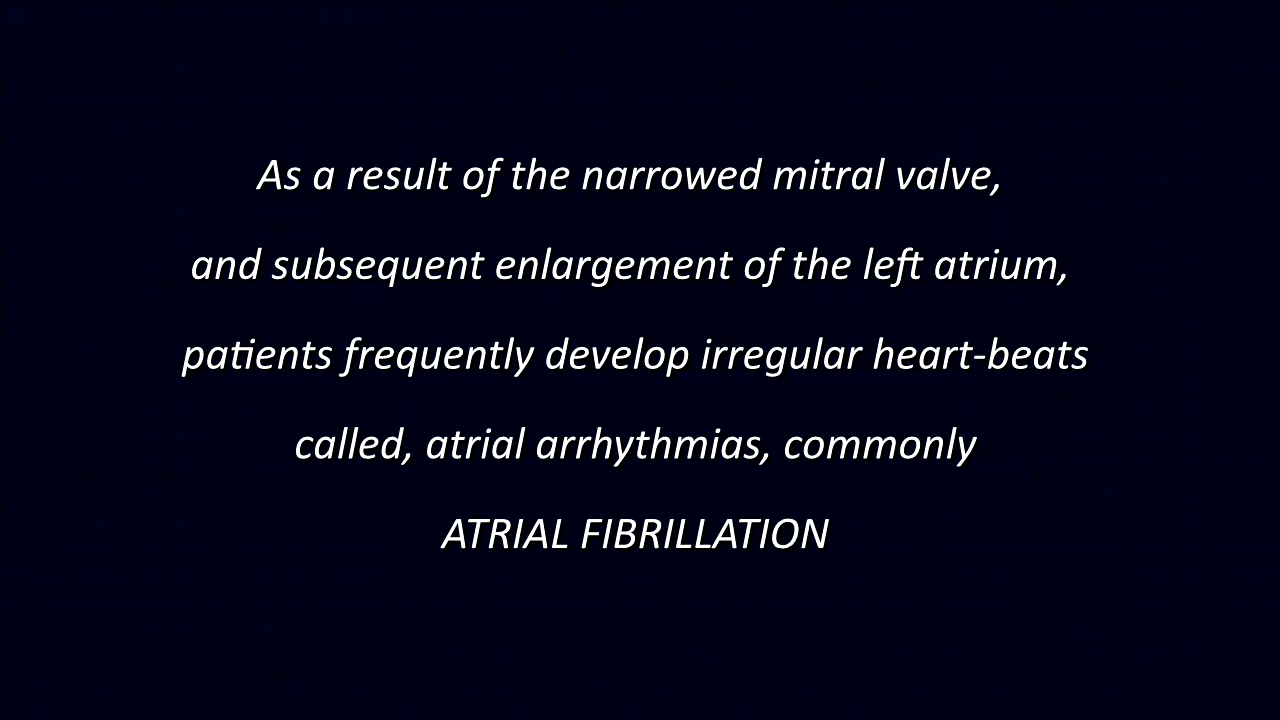 As a result of the narrowed mitral valve,
and subsequent enlargement of the left atrium,
patients frequently develop irregular heart-beats
called, atrial arrhythmias, commonly
ATRIAL FIBRILLATION